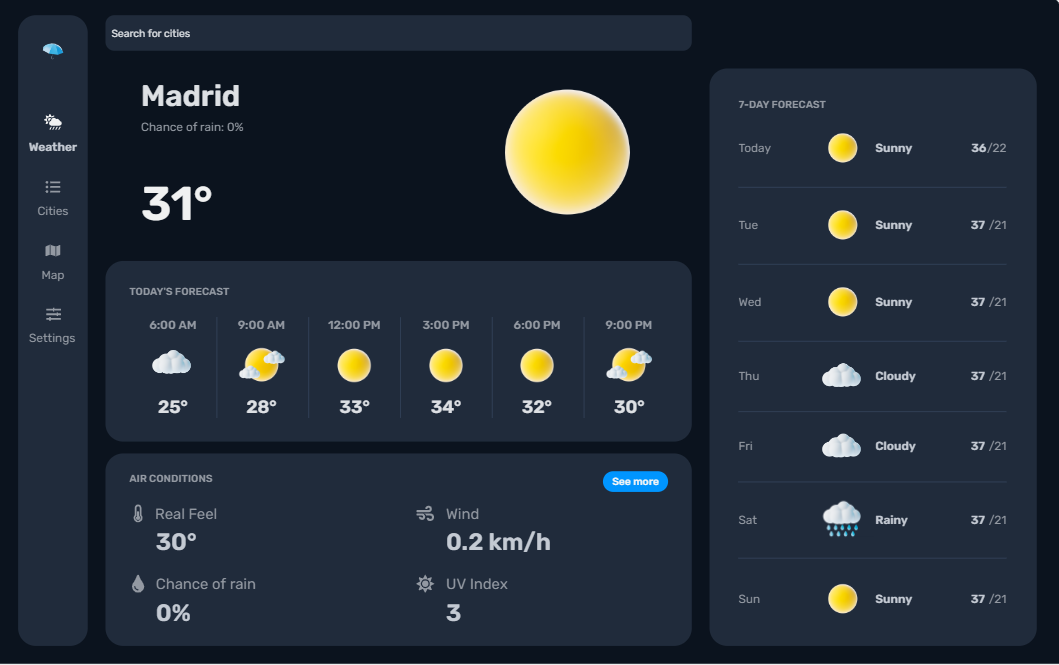 Search for cities
Weather
Cities
Map
Settings
Madrid
Chance of rain: 0%
31°
TODAY'S FORECAST
6:00 AM 9:00 AM 12:00 PM 3:00 PM 6:00 PM 9:00 PM
25° 28° 33° 34° 32° 30°
AIR CONDITIONS
See more
Real Feel
30°
Wind
0.2 km/h
Chance of rain
0%
UV Index
3
7-DAY FORECAST
Today Sunny 36/22
Tue Sunny 37 /21
Wed Sunny 37 /21
Thu Cloudy 37 /21
Fri Cloudy 37 /21
Sat Rainy 37 /21
Sun Sunny 37 /21